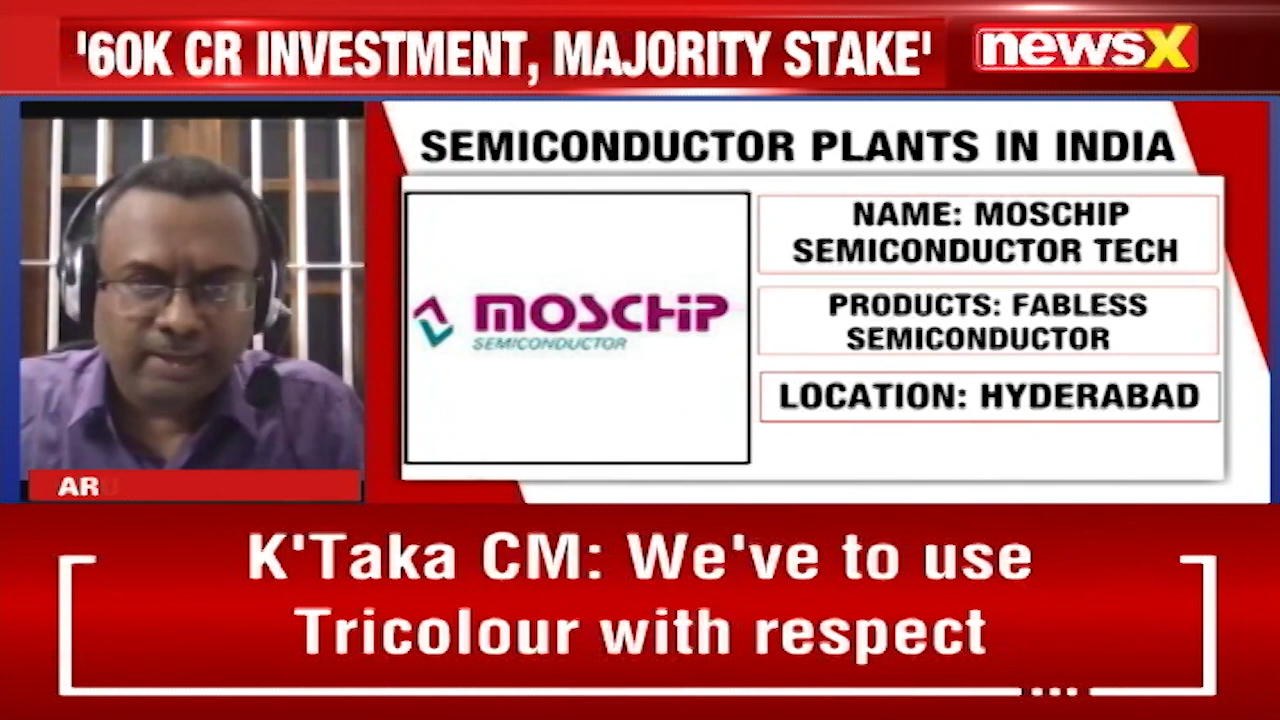 '60K CR INVESTMENT, MAJORITY STAKE'
newsX
SEMICONDUCTOR PLANTS IN INDIA
MOSCHIP
SEMICONDUCTOR
NAME: MOSCHIP
SEMICONDUCTOR TECH
PRODUCTS: FABLESS
SEMICONDUCTOR
LOCATION: HYDERABAD
ARU
K'Taka CM: We've to use
Tricolour with respect